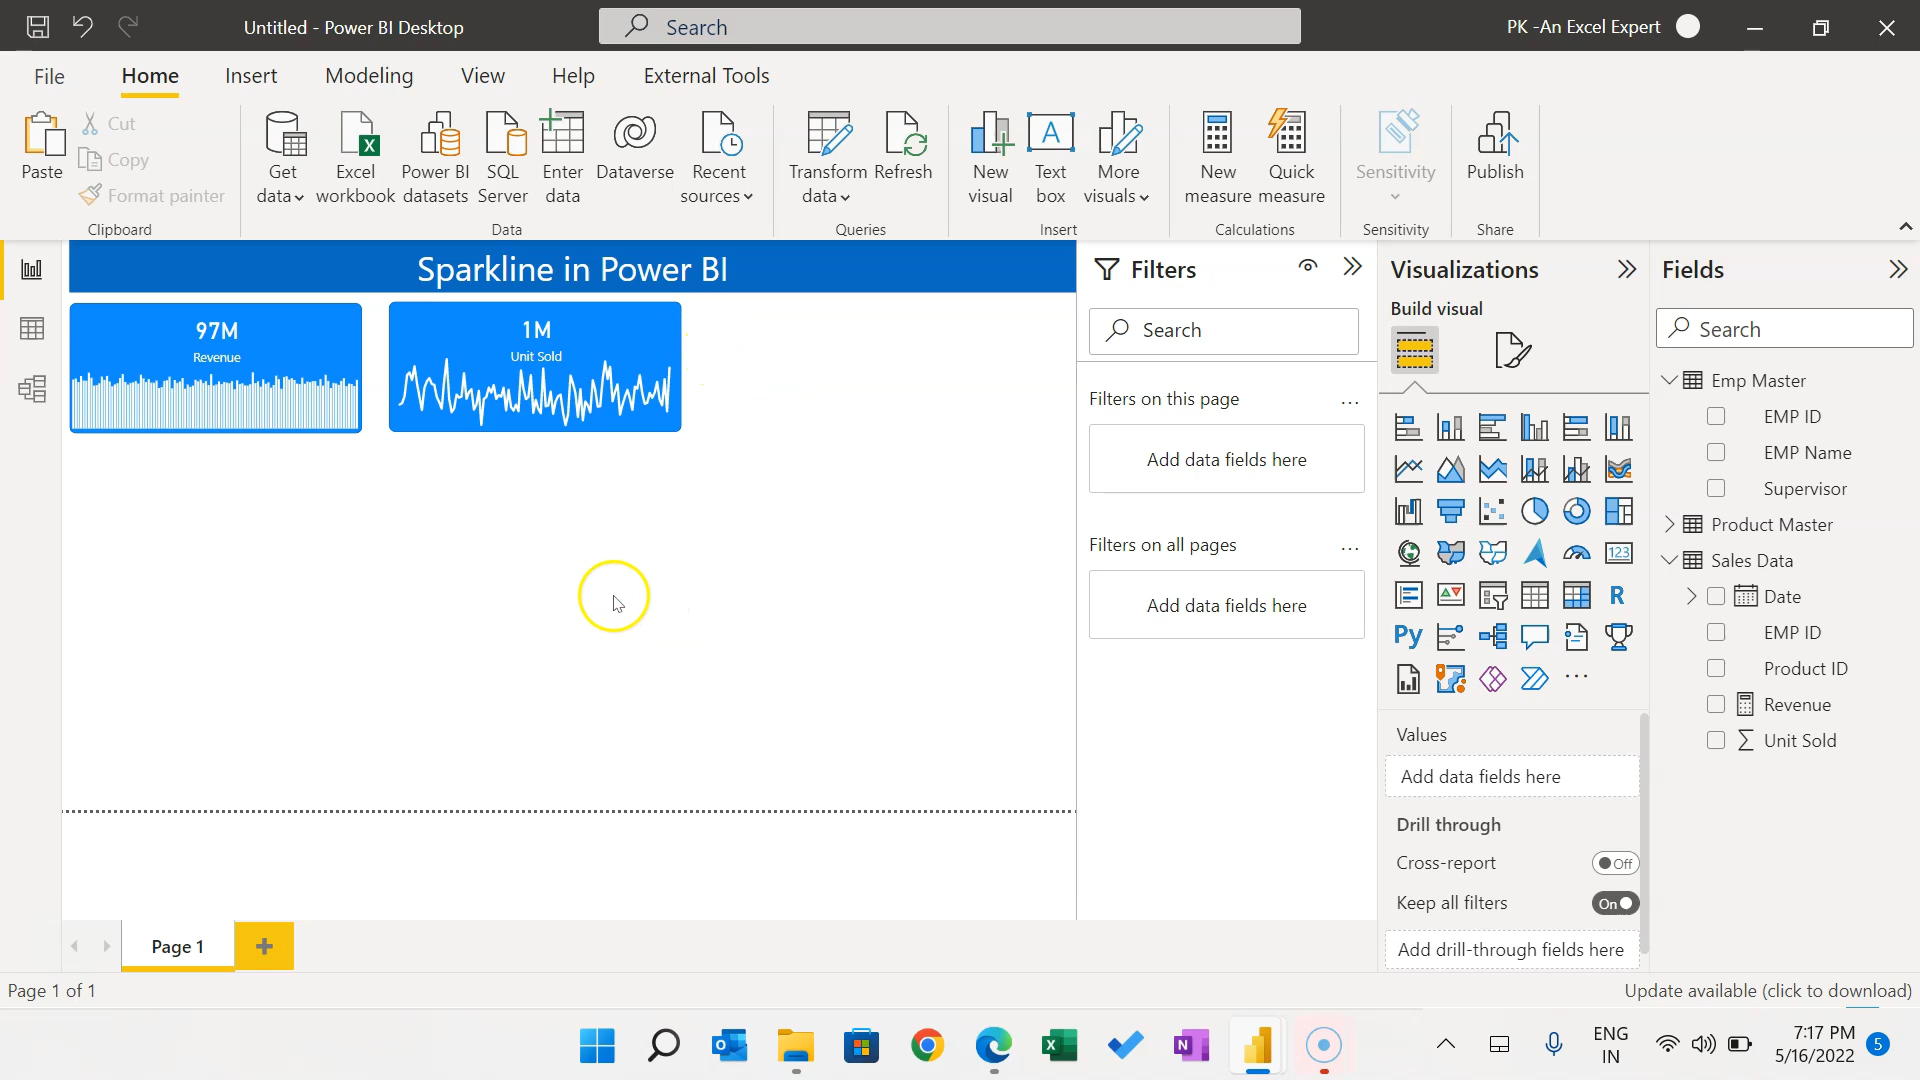 Untitled - Power BI Desktop
Search
PK -An Excel Expert
File
Home
Insert
Modeling
View
Help
External Tools
Paste
Cut
Copy
Format painter
Clipboard
Get data
Excel workbook
Power BI datasets
SQL Server
Enter data
Dataverse
Recent sources
Data
Transform data
Refresh
Queries
New visual
A
Text box
More visuals
Insert
New measure
Quick measure
Calculations
Sensitivity
Sensitivity
Publish
Share
Sparkline in Power BI
97M
Revenue
1M
Unit Sold
Filters
Search
Filters on this page
...
Add data fields here
Filters on all pages
...
Add data fields here
Visualizations
Build visual
123
R
Py
...
Values
Add data fields here
Drill through
Cross-report
Off
Keep all filters
On
Add drill-through fields here
Fields
Search
Emp Master
EMP ID
EMP Name
Supervisor
Product Master
Sales Data
Date
EMP ID
Product ID
Revenue
Σ Unit Sold
Page 1
Page 1 of 1
Update available (click to download)
ENG
IN
7:17 PM
5/16/2022
5